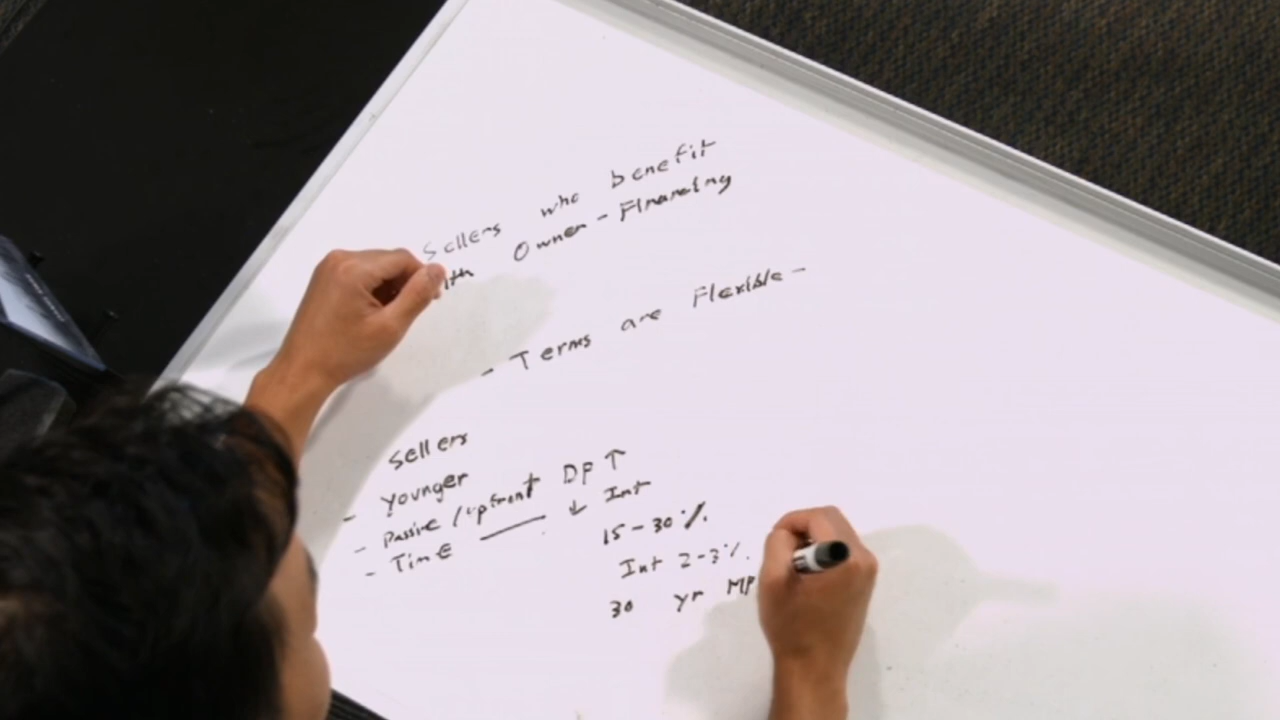 Sellers who benefit
Owner-Financing
- Terms are Flexible -
Sellers
- younger
- Passive / upfront DP ↑
- Time ↓ Int
15-30%
Int 2-3%
30 yr